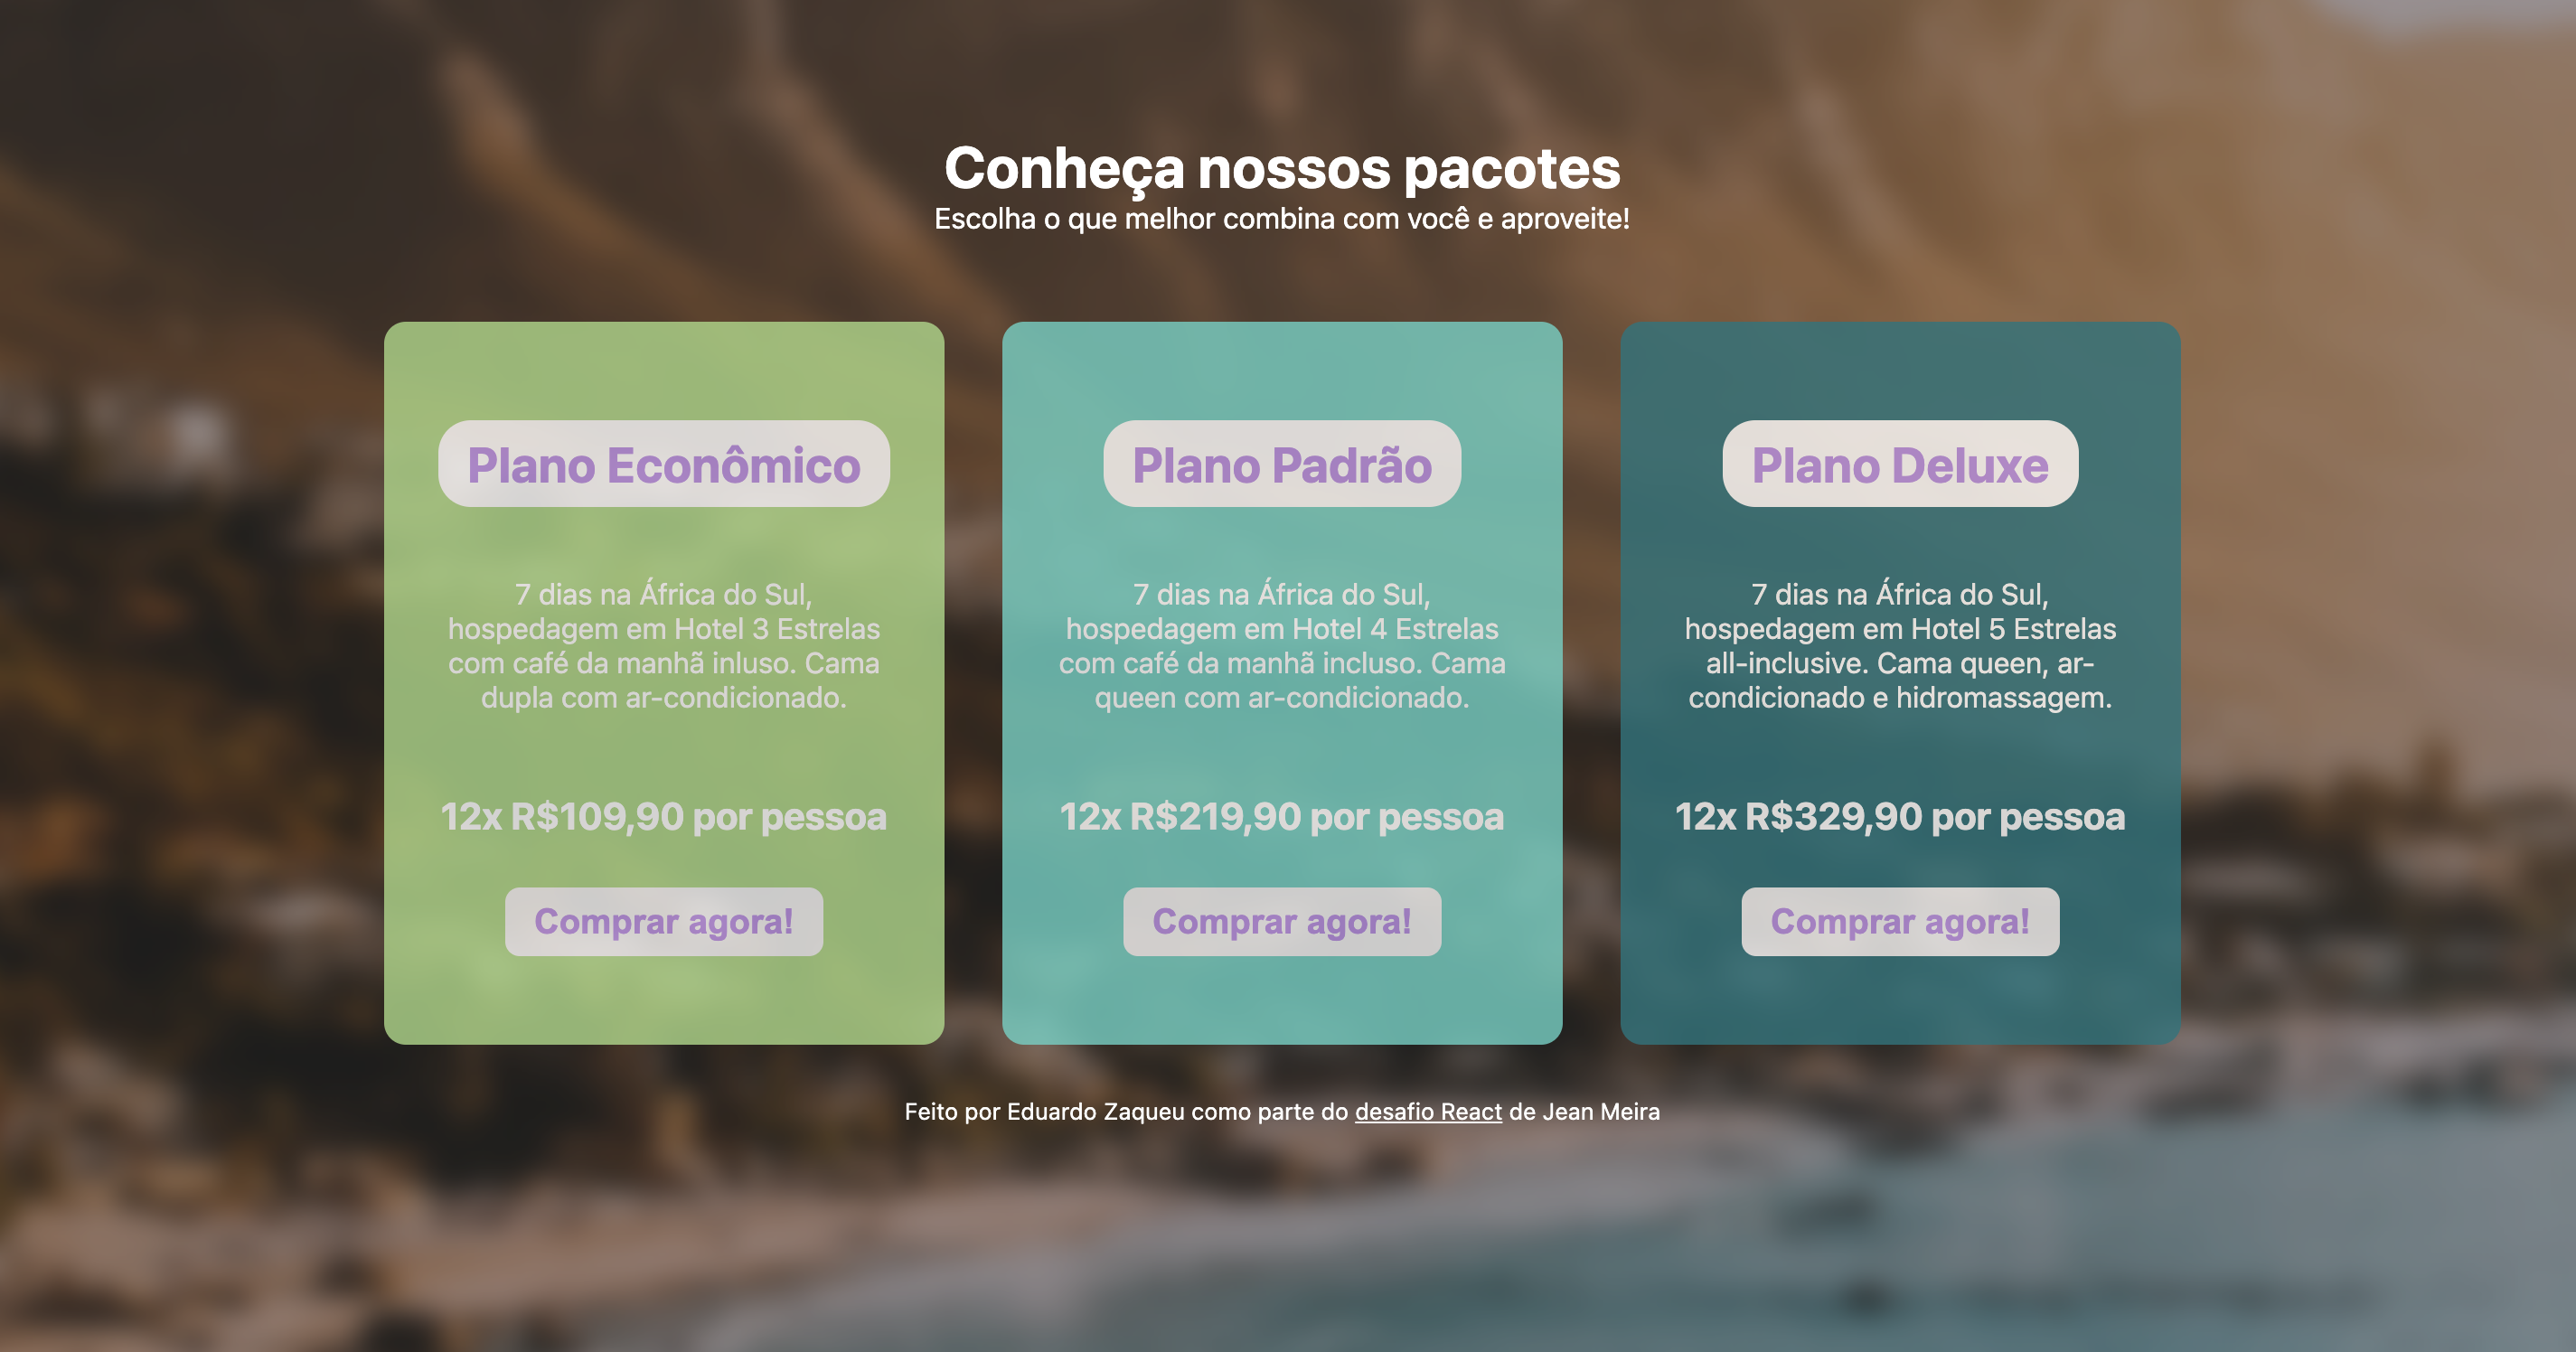 Conheça nossos pacotes
Escolha o que melhor combina com você e aproveite!
Plano Econômico
7 dias na África do Sul,
hospedagem em Hotel 3 Estrelas
com café da manhã inluso. Cama
dupla com ar-condicionado.
12x R$109,90 por pessoa
Comprar agora!
Plano Padrão
7 dias na África do Sul,
hospedagem em Hotel 4 Estrelas
com café da manhã incluso. Cama
queen com ar-condicionado.
12x R$219,90 por pessoa
Comprar agora!
Plano Deluxe
7 dias na África do Sul,
hospedagem em Hotel 5 Estrelas
all-inclusive. Cama queen, ar-
condicionado e hidromassagem.
12x R$329,90 por pessoa
Comprar agora!
Feito por Eduardo Zaqueu como parte do desafio React de Jean Meira